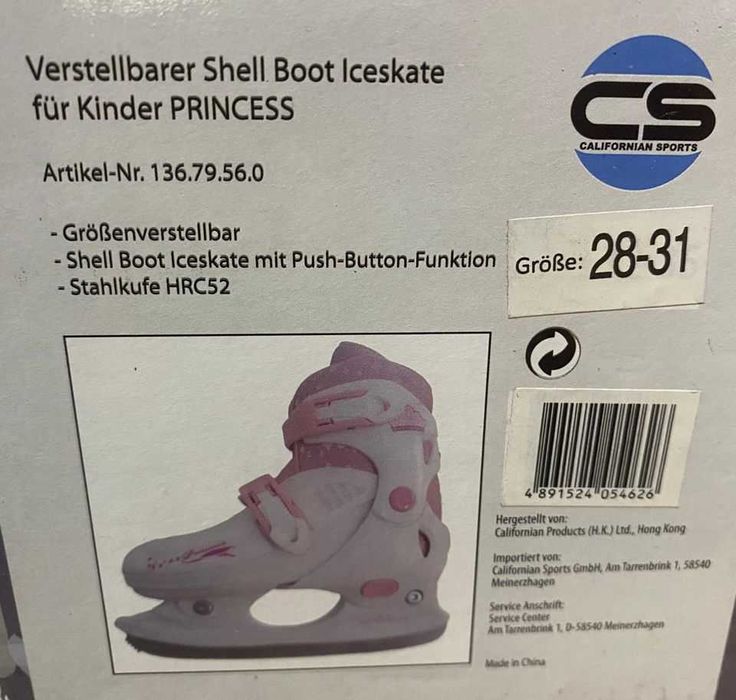 Verstellbarer Shell Boot Iceskate
für Kinder PRINCESS
CS
CALIFORNIAN SPORTS
Artikel-Nr. 136.79.56.0
- Größenverstellbar
- Shell Boot Iceskate mit Push-Button-Funktion
- Stahlkufe HRC52
Größe: 28-31
4 891524 054626
Hergestellt von:
Californian Products (H.K.) Ltd., Hong Kong
Importiert von:
Californian Sports GmbH, Am Tarrenbrink 1, 58540
Meinerzhagen
Service Anschrift:
Service Center
Am Tarrenbrink 1, D-58540 Meinerzhagen
Made in China